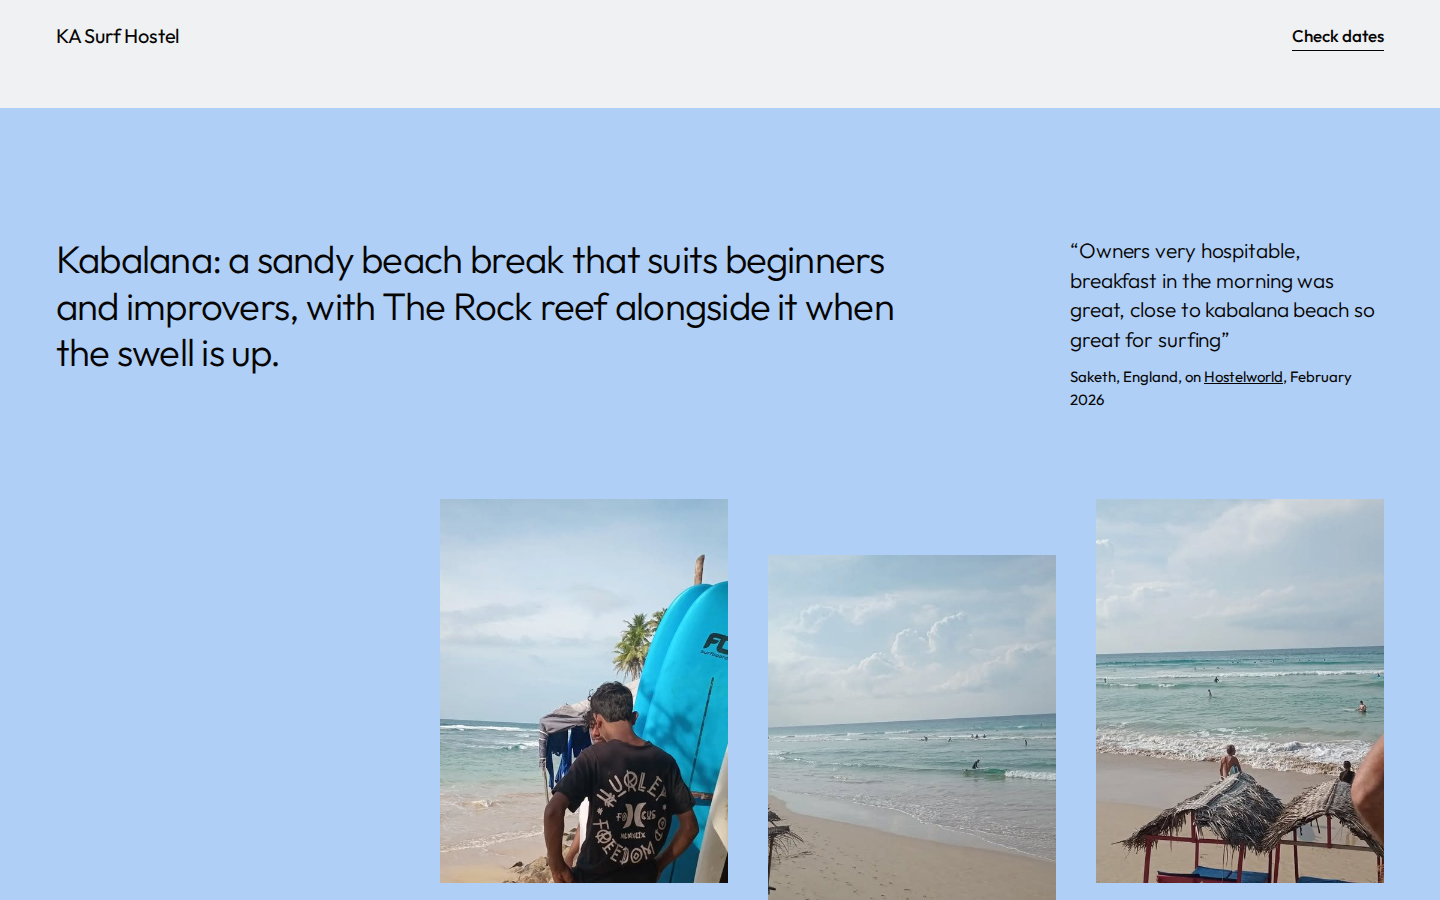 KA Surf Hostel
Check dates
Kabalana: a sandy beach break that suits beginners
and improvers, with The Rock reef alongside it when
the swell is up.
“Owners very hospitable,
breakfast in the morning was
great, close to kabalana beach so
great for surfing”
Saketh, England, on Hostelworld, February
2026
HURLEY
FREEDOM